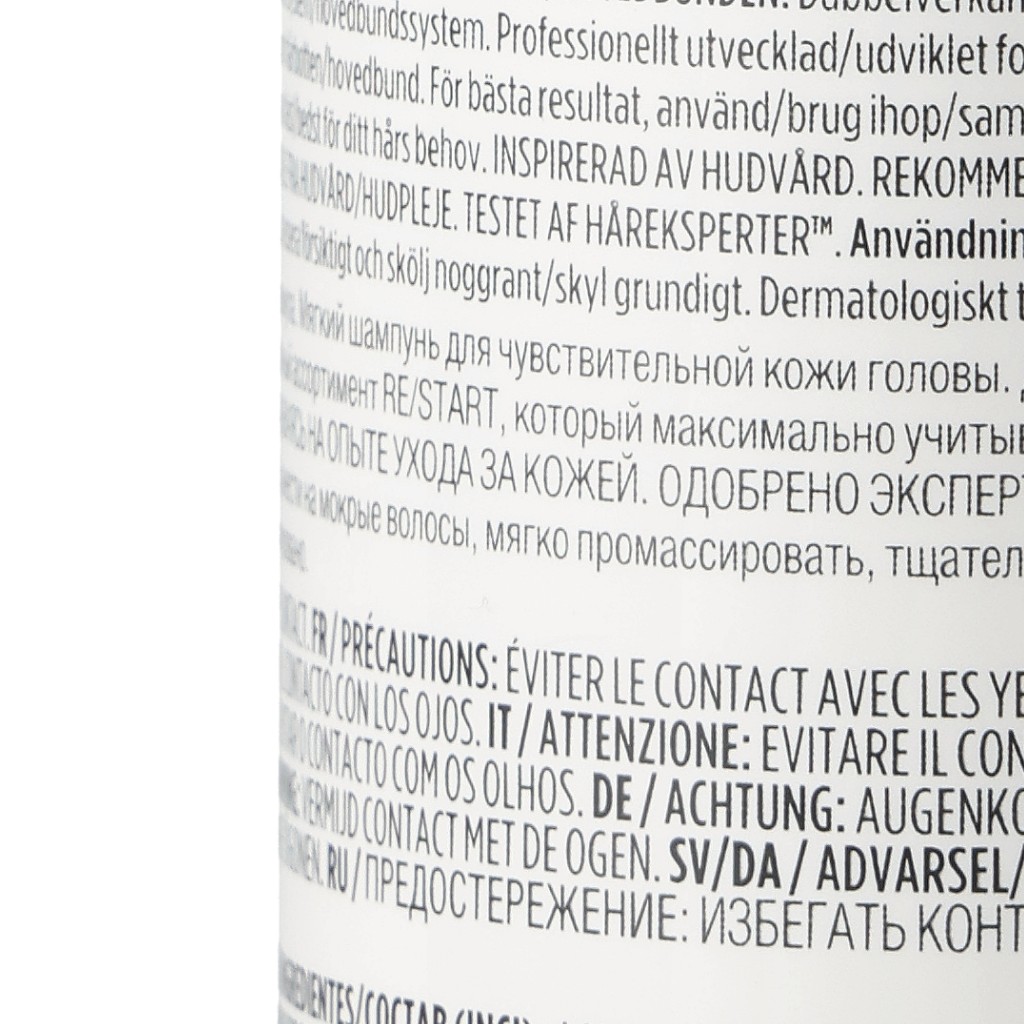 hovedbundssystem. Professionellt utvecklad/udviklet fo
/hovedbund. För bästa resultat, använd/brug ihop/sam
bedst för ditt hårs behov. INSPIRERAD AV HUDVÅRD. REKOMME
HUDVÅRD/HUDPLEJE. TESTET AF HÅREKSPERTER™. Användnin
försiktigt och skölj noggrant/skyl grundigt. Dermatologiskt t
Мягкий шампунь для чувствительной кожи головы.
ассортимент RE/START, который максимально учитыв
НА ОПЫТЕ УХОДА ЗА КОЖЕЙ. ОДОБРЕНО ЭКСПЕРТ
на мокрые волосы, мягко промассировать, тщател
CONTACT. FR / PRÉCAUTIONS: ÉVITER LE CONTACT AVEC LES YE
CONTACTO CON LOS OJOS. IT / ATTENZIONE: EVITARE IL CON
CONTACTO COM OS OLHOS. DE / ACHTUNG: AUGENKO
VERMIJD CONTACT MET DE OGEN. SV/DA / ADVARSEL/
RU / ПРЕДОСТЕРЕЖЕНИЕ: ИЗБЕГАТЬ КОНТ
INGREDIENTES/СОСТАВ (INCI)